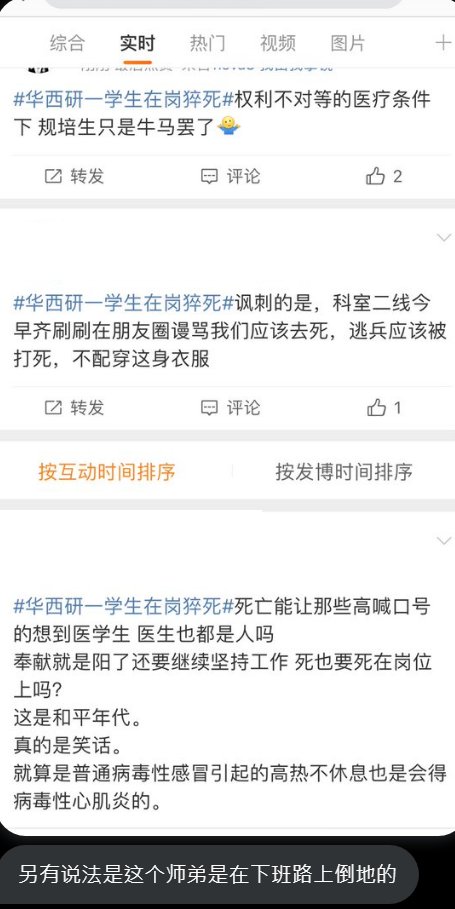 综合 实时 热门 视频 图片
#华西研一学生在岗猝死#权利不对等的医疗条件
下 规培生只是牛马罢了🤷
转发 评论 2
#华西研一学生在岗猝死#讽刺的是，科室二线今
早齐刷刷在朋友圈谩骂我们应该去死，逃兵应该被
打死，不配穿这身衣服
转发 评论 1
按互动时间排序 按发博时间排序
#华西研一学生在岗猝死#死亡能让那些高喊口号
的想到医学生 医生也都是人吗
奉献就是阳了还要继续坚持工作 死也要死在岗位
上吗?
这是和平年代。
真的是笑话。
就算是普通病毒性感冒引起的高热不休息也是会得
病毒性心肌炎的。
另有说法是这个师弟是在下班路上倒地的